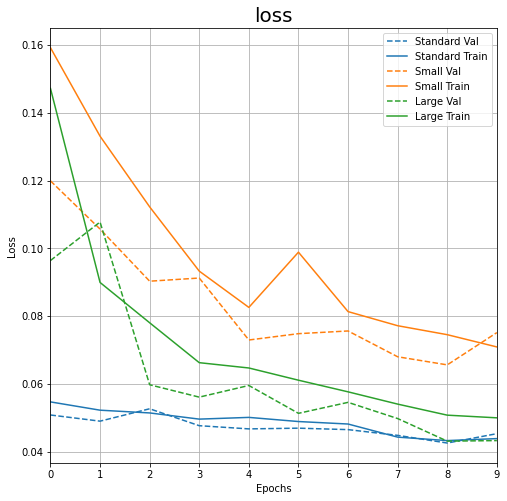 loss
Standard Val
Standard Train
Small Val
Small Train
Large Val
Large Train
Loss
0.16
0.14
0.12
0.10
0.08
0.06
0.04
0 1 2 3 4 5 6 7 8 9
Epochs